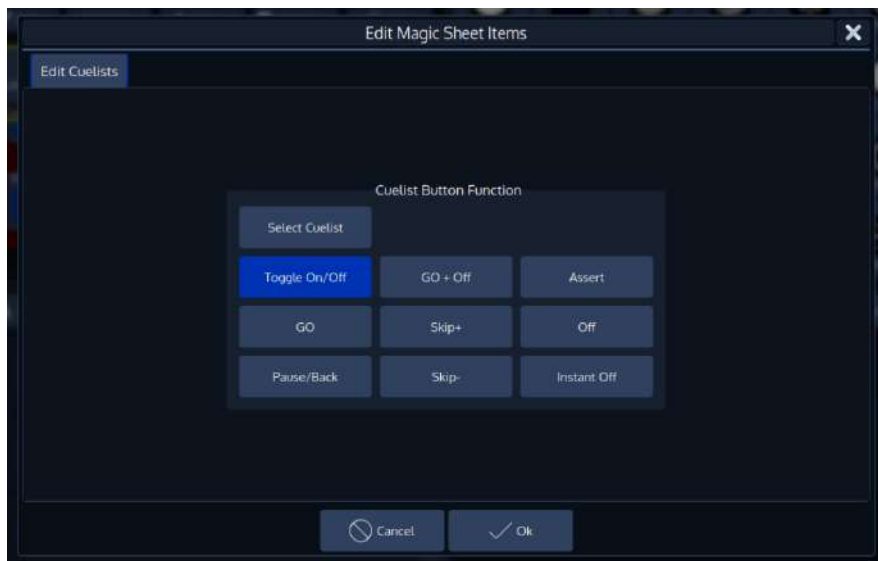 Edit Magic Sheet Items
Edit Cuelists
Cuelist Button Function
Select Cuelist
Toggle On/Off GO + Off Assert
GO Skip+ Off
Pause/Back Skip- Instant Off
Cancel Ok